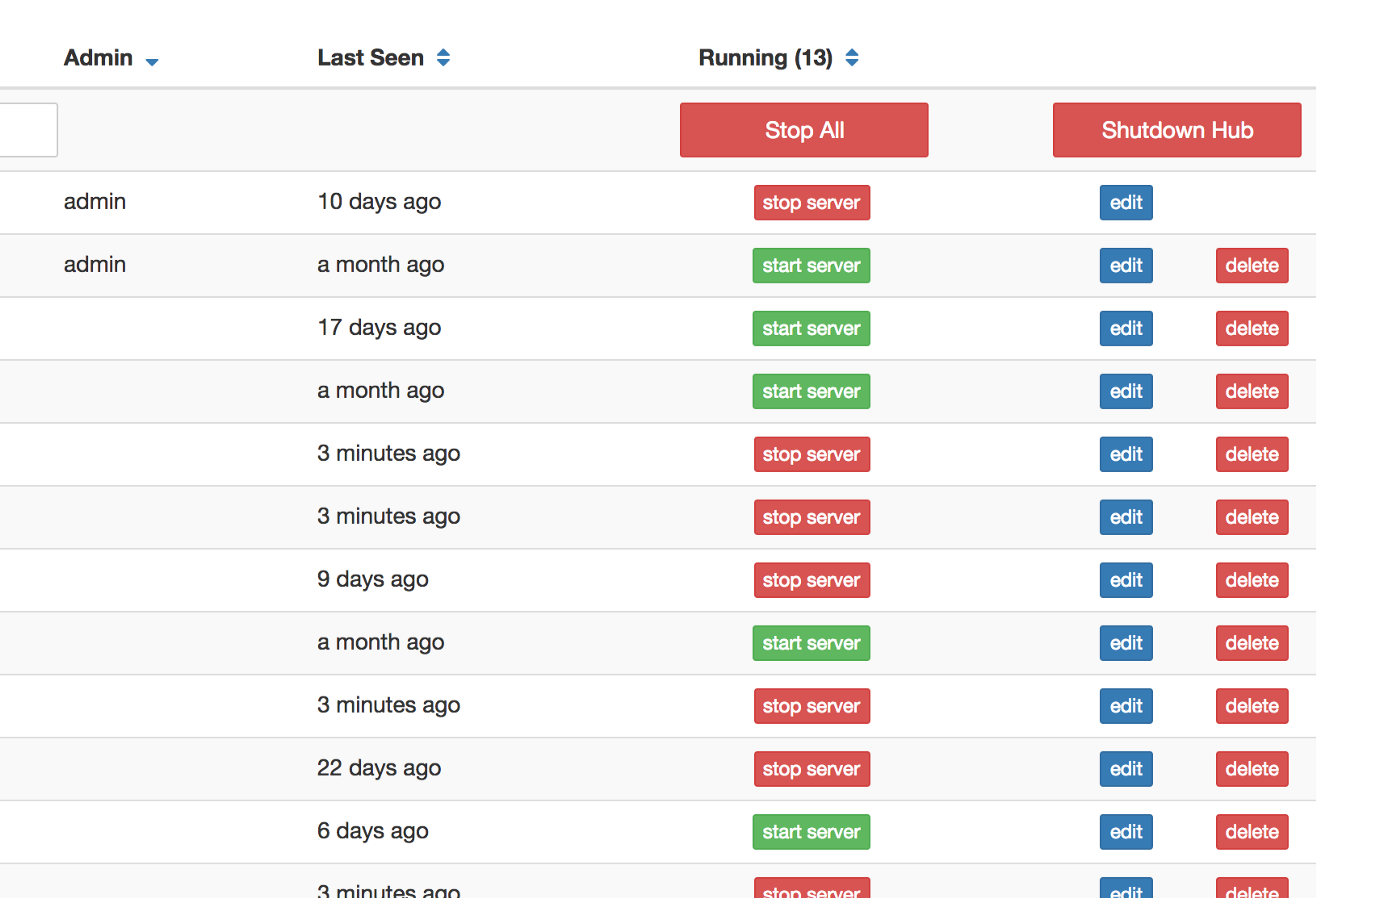 Admin Last Seen Running (13)
Stop All Shutdown Hub
admin 10 days ago stop server edit
admin a month ago start server edit delete
17 days ago start server edit delete
a month ago start server edit delete
3 minutes ago stop server edit delete
3 minutes ago stop server edit delete
9 days ago stop server edit delete
a month ago start server edit delete
3 minutes ago stop server edit delete
22 days ago stop server edit delete
6 days ago start server edit delete
3 minutes ago stop server edit delete